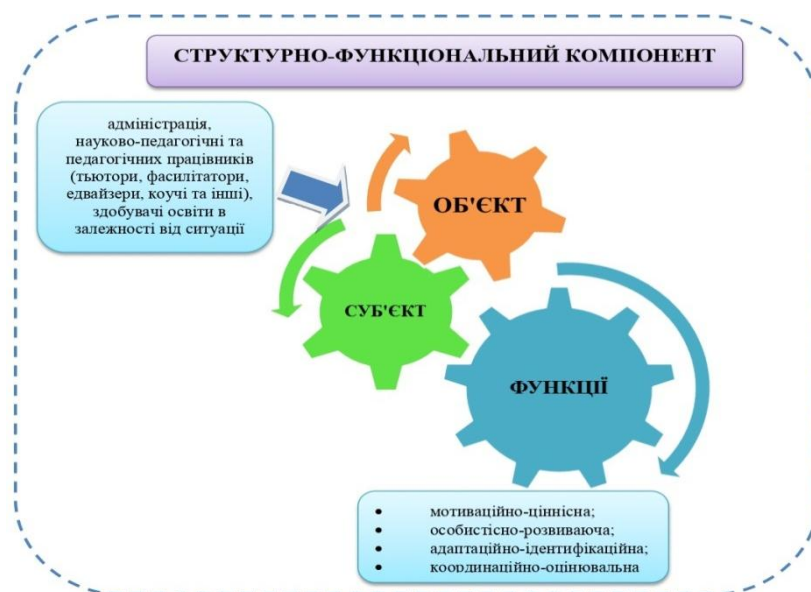 СТРУКТУРНО-ФУНКЦІОНАЛЬНИЙ КОМПОНЕНТ
адміністрація,
науково-педагогічні та
педагогічних працівників
(тьютори, фасилітатори,
едвайзери, коучі та інші),
здобувачі освіти в
залежності від ситуації
ОБ'ЄКТ
СУБ'ЄКТ
ФУНКЦІЇ
• мотиваційно-ціннісна;
• особистісно-розвиваюча;
• адаптаційно-ідентифікаційна;
• координаційно-оцінювальна